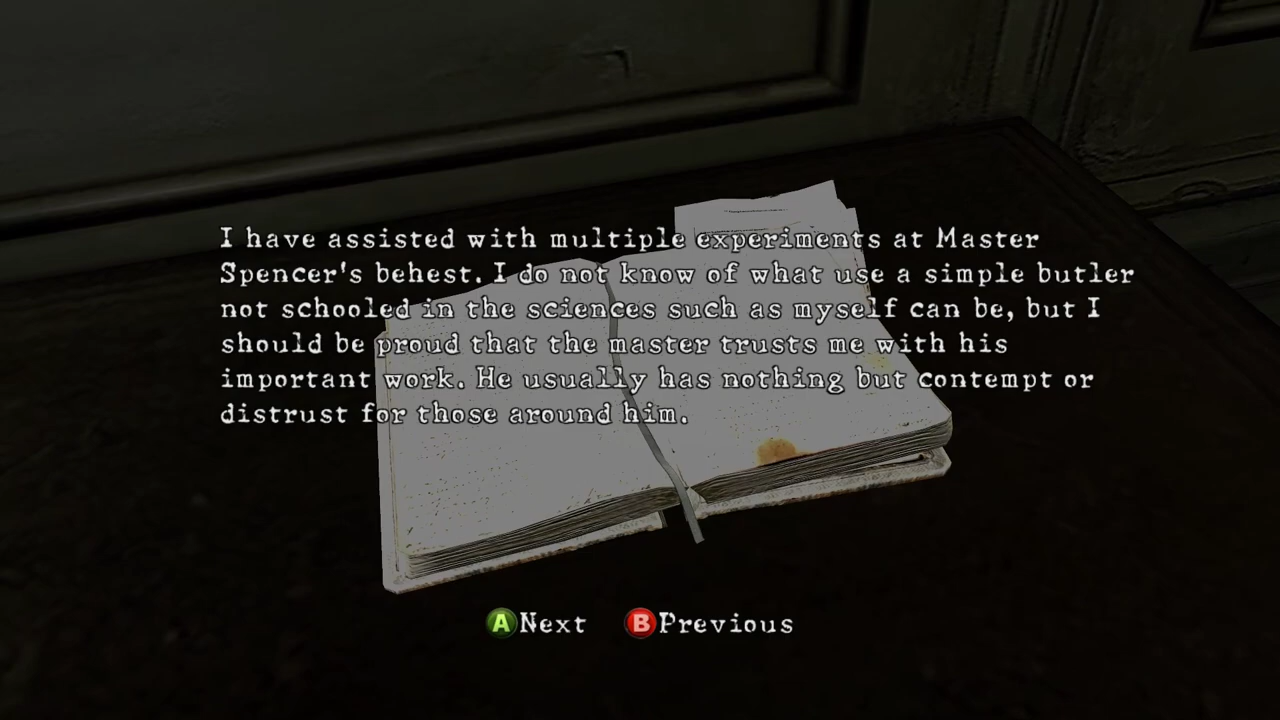 I have assisted with multiple experiments at Master
Spencer's behest. I do not know of what use a simple butler
not schooled in the sciences such as myself can be, but I
should be proud that the master trusts me with his
important work. He usually has nothing but contempt or
distrust for those around him.
A Next B Previous